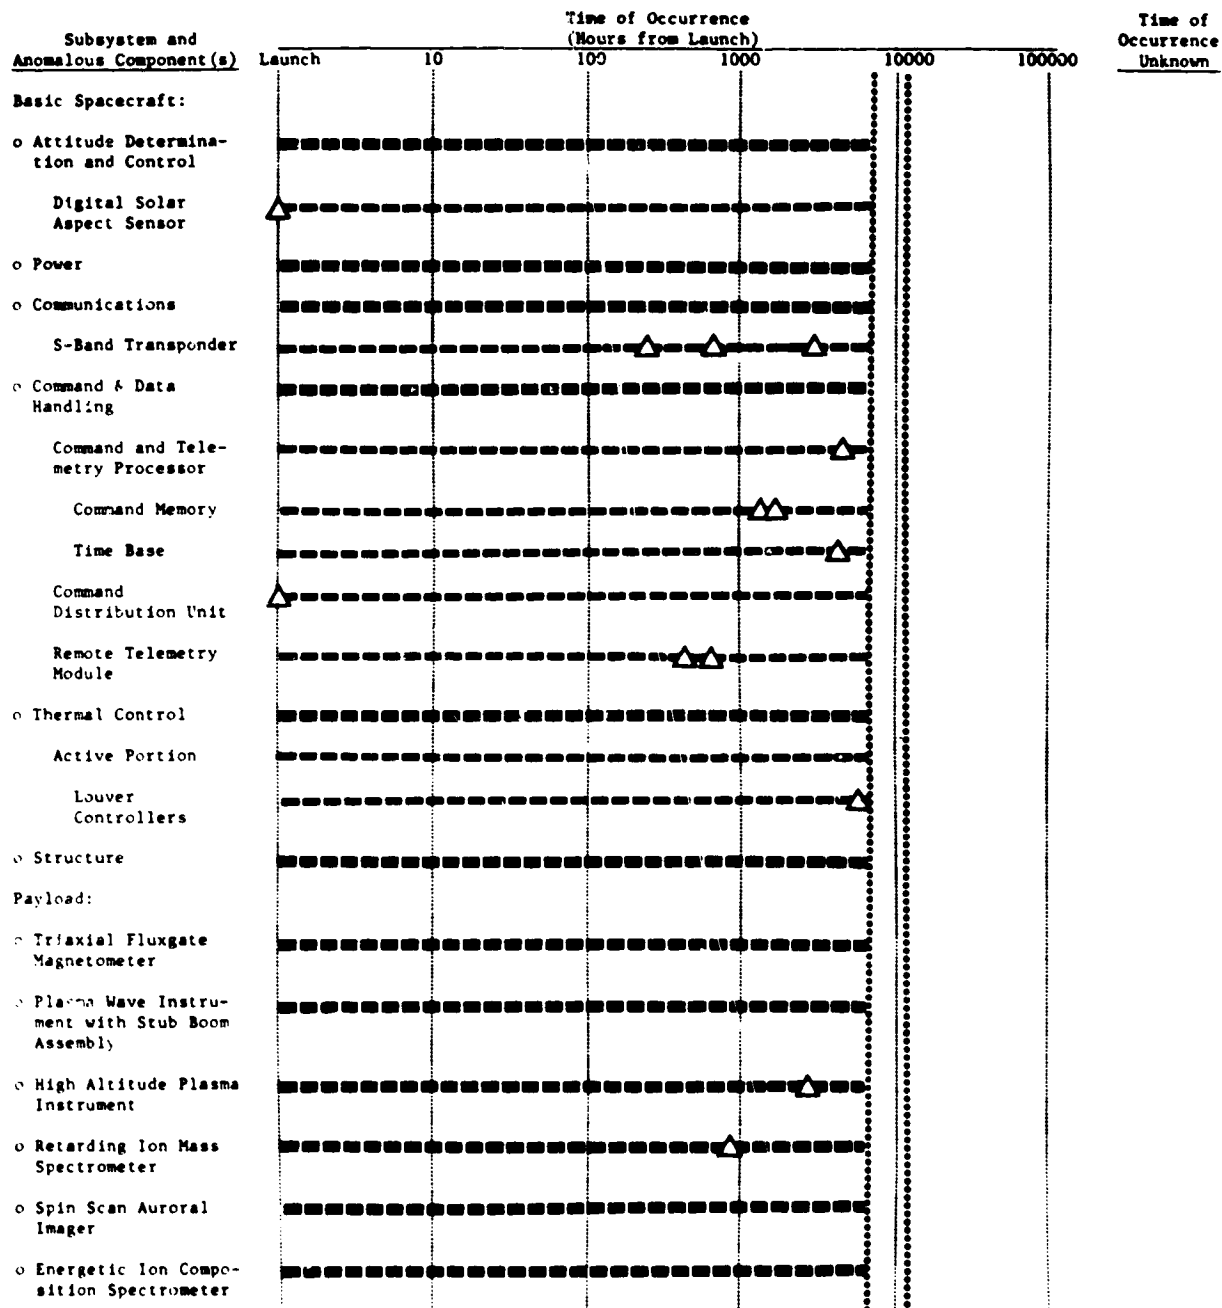 Time of Occurrence
(Hours from Launch)
Time of
Occurrence
Unknown
Subsystem and
Anomalous Component(s)
Launch 10 100 1000 10000 100000
Basic Spacecraft:
o Attitude Determina-
tion and Control
Digital Solar
Aspect Sensor
o Power
o Communications
S-Band Transponder
o Command & Data
Handling
Command and Tele-
metry Processor
Command Memory
Time Base
Command
Distribution Unit
Remote Telemetry
Module
o Thermal Control
Active Portion
Louver
Controllers
o Structure
Payload:
o Triaxial Fluxgate
Magnetometer
o Plasma Wave Instru-
ment with Stub Boom
Assembly
o High Altitude Plasma
Instrument
o Retarding Ion Mass
Spectrometer
o Spin Scan Auroral
Imager
o Energetic Ion Compo-
sition Spectrometer